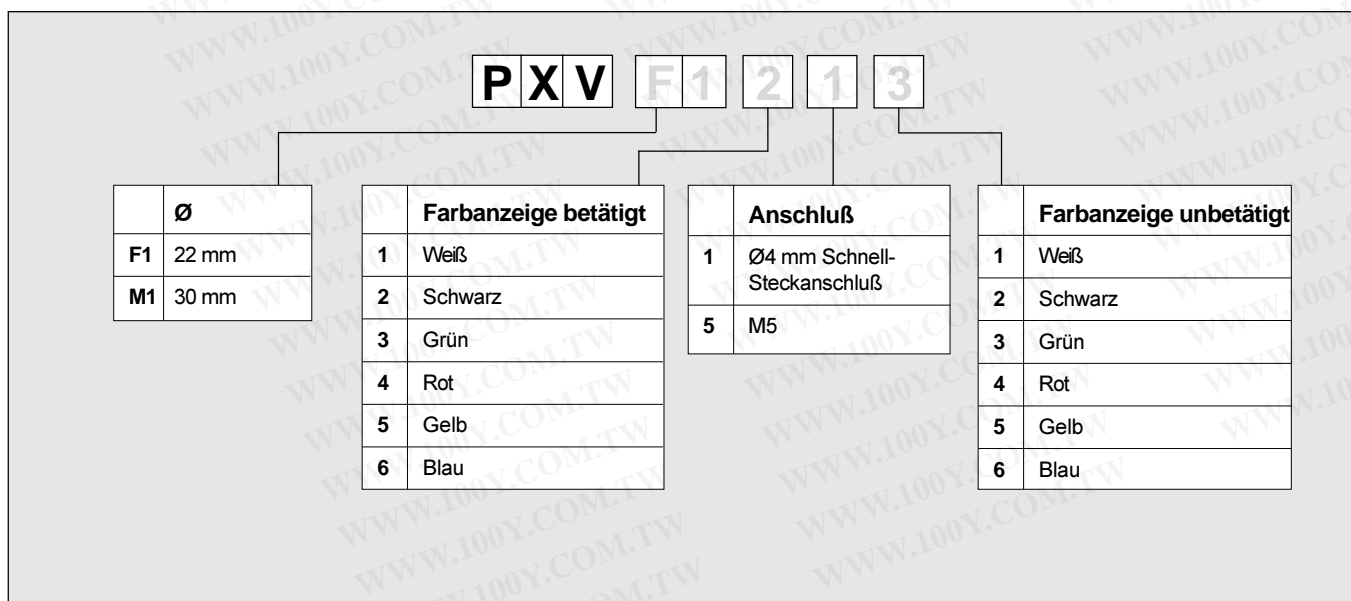 PXV F1 2 1 3
Ø
F1 22 mm
M1 30 mm
Farbanzeige betätigt
1 Weiß
2 Schwarz
3 Grün
4 Rot
5 Gelb
6 Blau
Anschluß
1 Ø4 mm Schnell-
Steckanschluß
5 M5
Farbanzeige unbetätigt
1 Weiß
2 Schwarz
3 Grün
4 Rot
5 Gelb
6 Blau
WWW.100Y.COM.TW